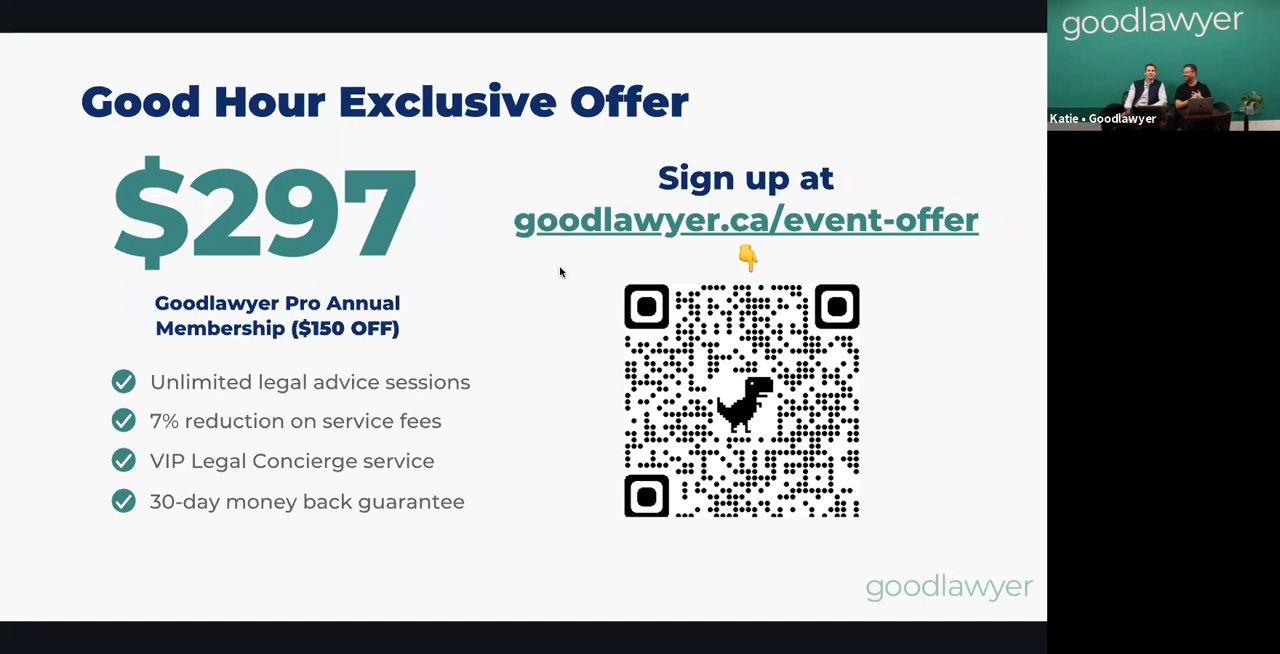 Good Hour Exclusive Offer
$297
Goodlawyer Pro Annual
Membership ($150 OFF)
Unlimited legal advice sessions
7% reduction on service fees
VIP Legal Concierge service
30-day money back guarantee
Sign up at
goodlawyer.ca/event-offer
goodlawyer
goodlawyer
Katie • Goodlawyer